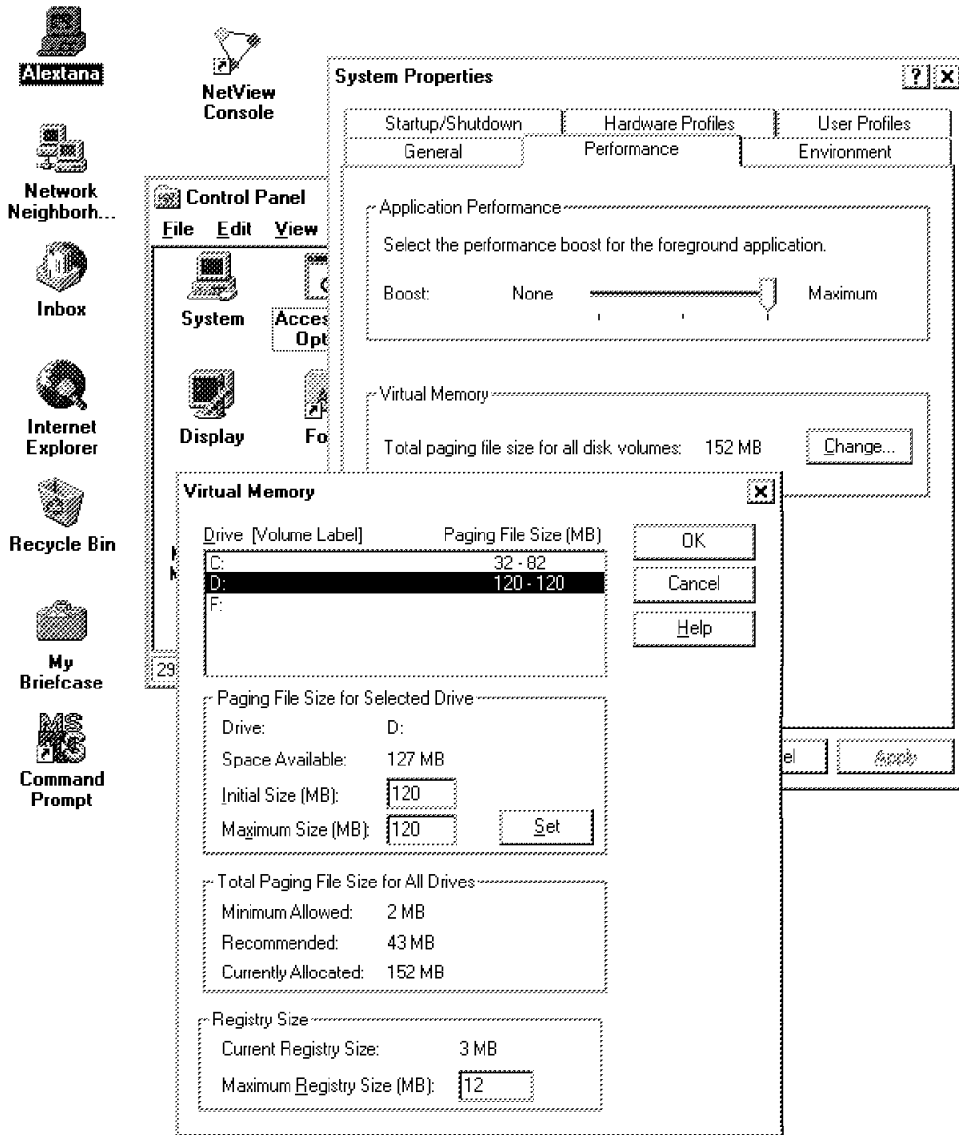 Alextana
NetView
Console
Network
Neighborh...
Inbox
Internet
Explorer
Recycle Bin
My
Briefcase
MS
Command
Prompt
Control Panel
File Edit View
System
Acces
Opt
Display
Fo
29
System Properties
Startup/Shutdown Hardware Profiles User Profiles
General Performance Environment
Application Performance
Select the performance boost for the foreground application.
Boost: None Maximum
Virtual Memory
Total paging file size for all disk volumes: 152 MB Change...
el Apply
Virtual Memory
Drive [Volume Label] Paging File Size (MB)
C: 32 - 82
D: 120 - 120
F:
OK
Cancel
Help
Paging File Size for Selected Drive
Drive: D:
Space Available: 127 MB
Initial Size (MB): 120
Maximum Size (MB): 120 Set
Total Paging File Size for All Drives
Minimum Allowed: 2 MB
Recommended: 43 MB
Currently Allocated: 152 MB
Registry Size
Current Registry Size: 3 MB
Maximum Registry Size (MB): 12